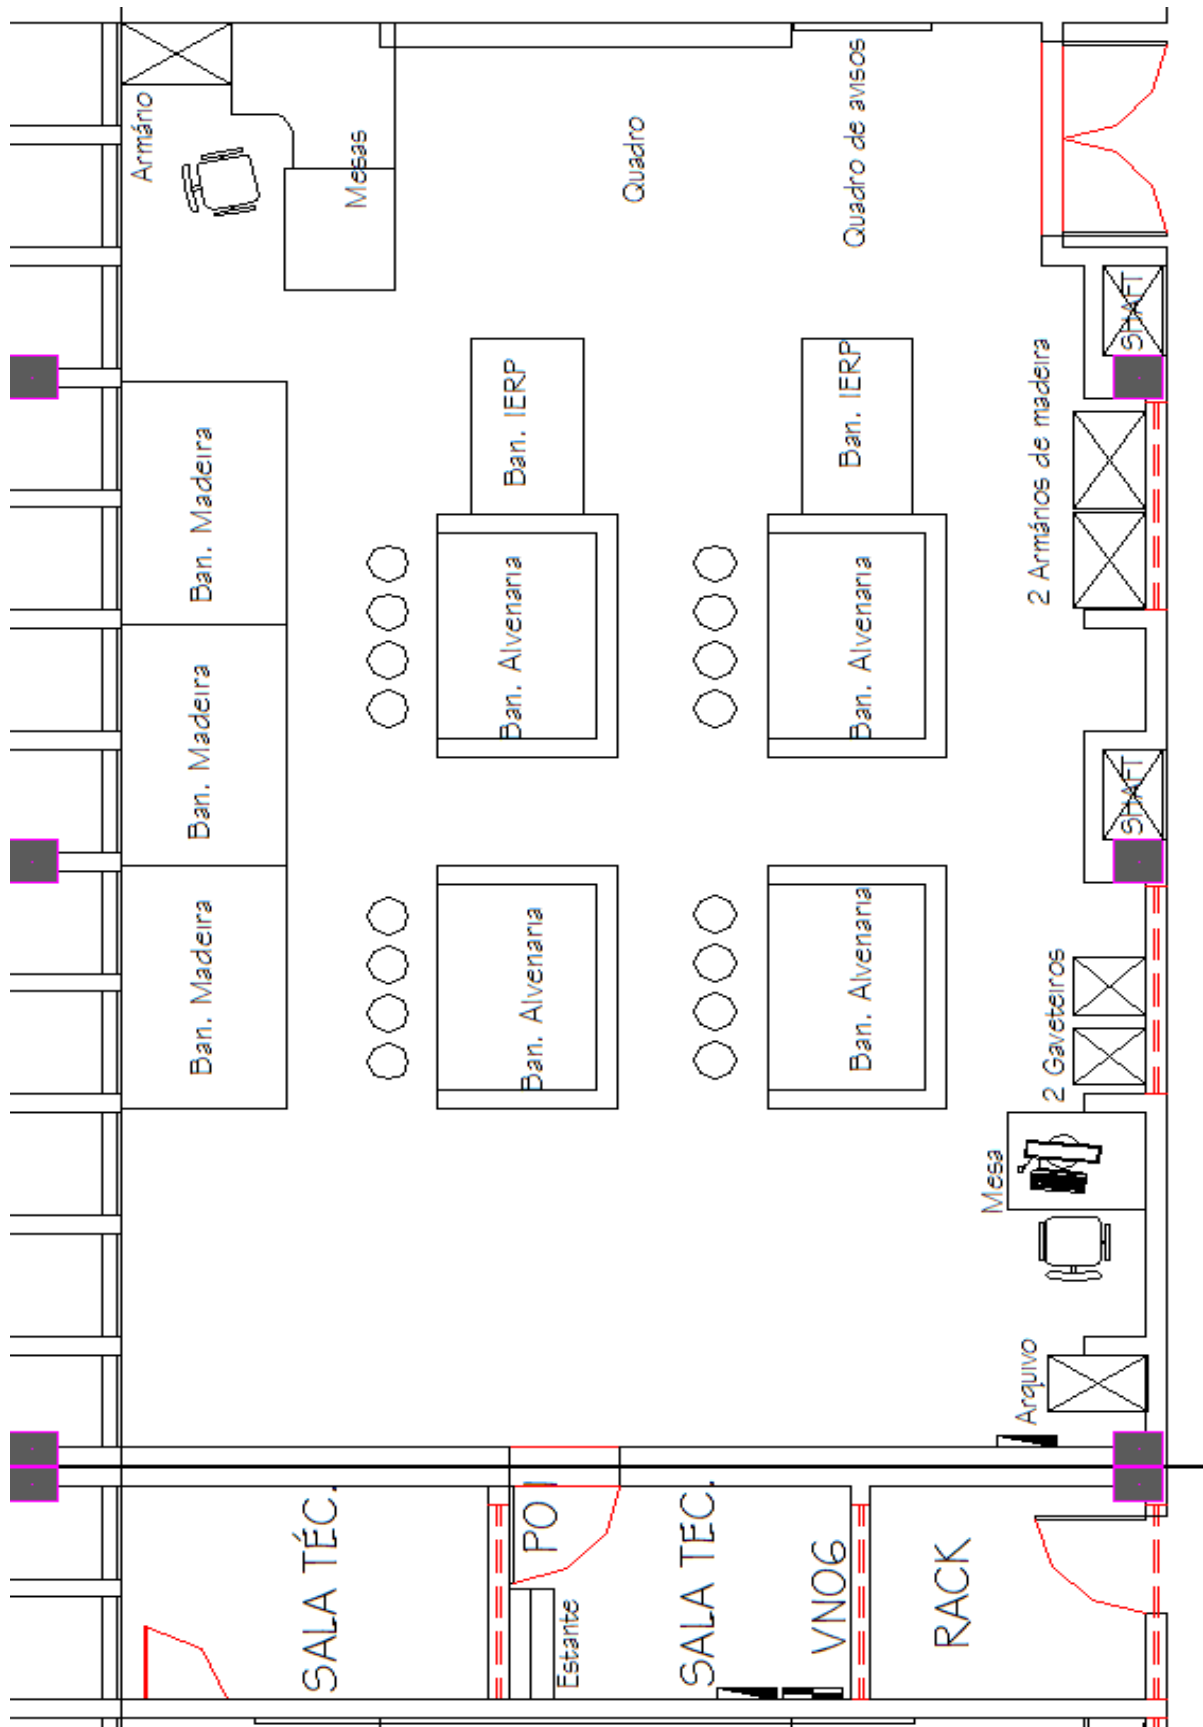 Armário
Mesas
Quadro
Quadro de avisos
SHAFT
Ban. Madeira
Ban. IERP
Ban. IERP
2 Armários de madeira
Ban. Alvenaria
Ban. Alvenaria
Ban. Madeira
SHAFT
Ban. Madeira
Ban. Alvenaria
Ban. Alvenaria
2 Gaveteiros
Mesa
Arquivo
SALA TÉC.
PO
Estante
SALA TEC.
VN06
RACK